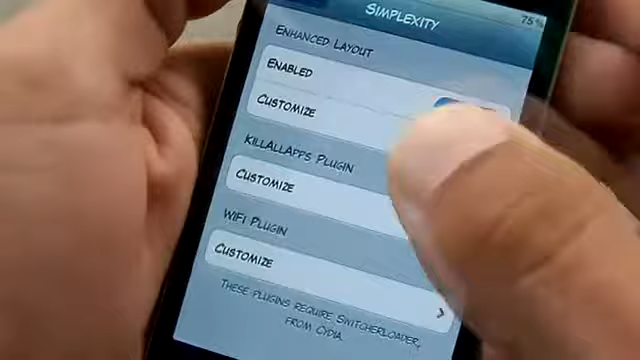 Simplexity
75%
Enhanced Layout
Enabled
Customize
KillAllApps Plugin
Customize
WiFi Plugin
Customize
These plugins require Switcherloader,
from Cydia.